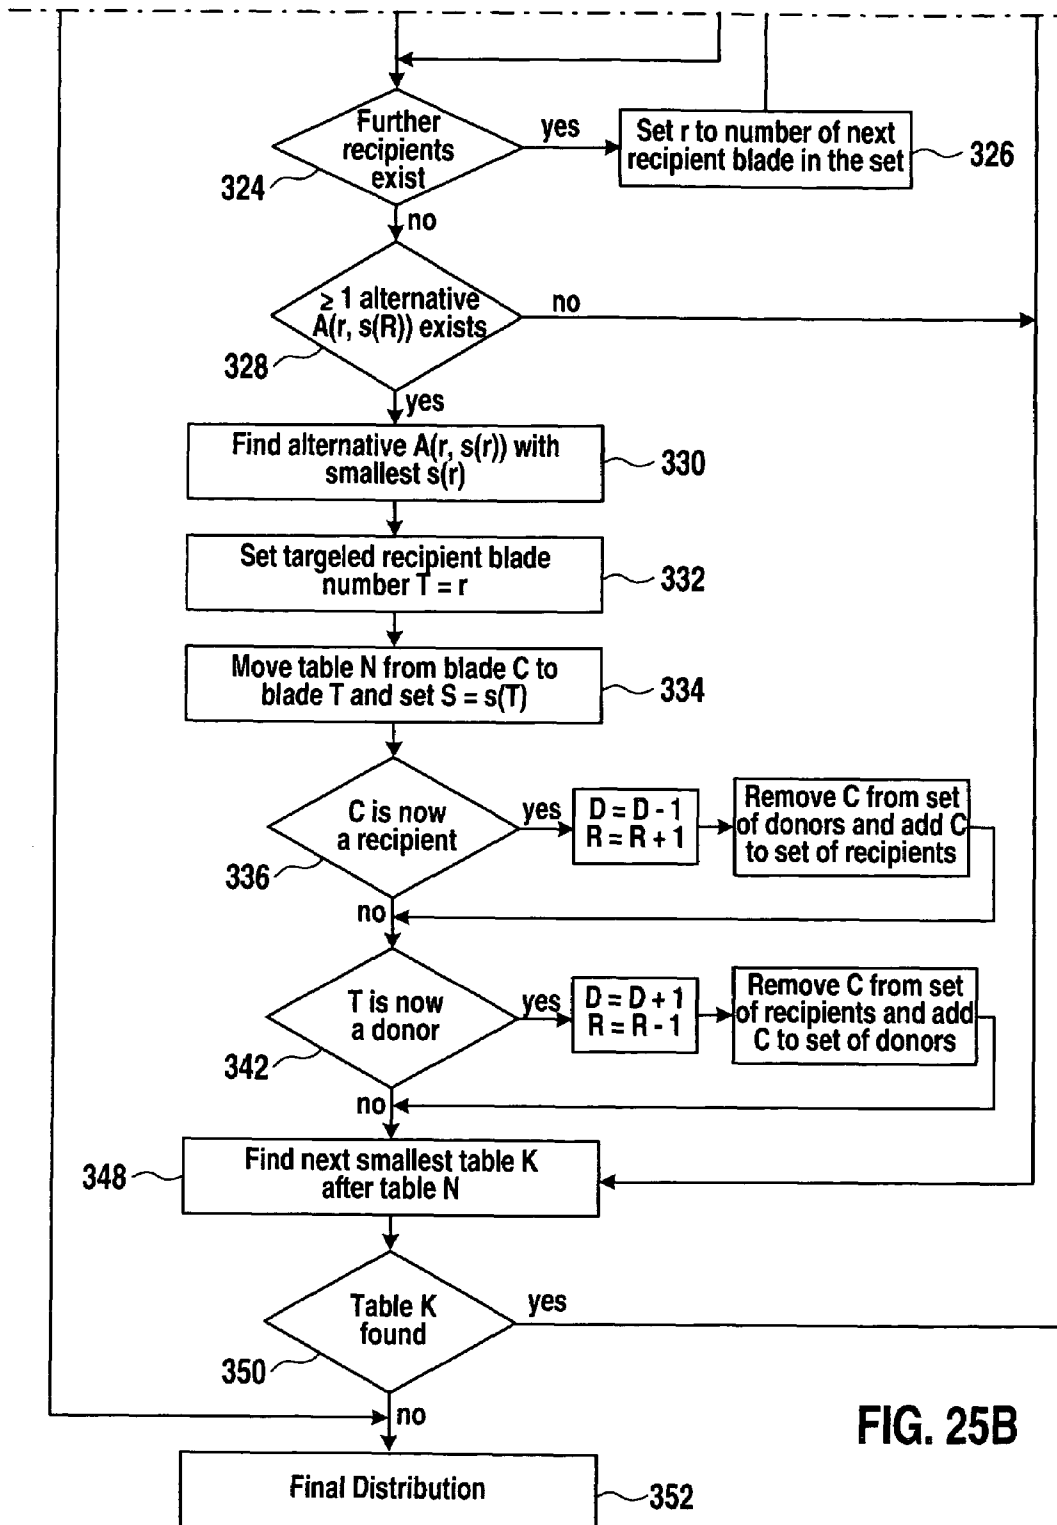 Further
recipients
exist
yes
Set r to number of next
recipient blade in the set
326
324
no
≥ 1 alternative
A(r, s(R)) exists
no
328
yes
Find alternative A(r, s(r)) with
smallest s(r)
330
Set targeled recipient blade
number T = r
332
Move table N from blade C to
blade T and set S = s(T)
334
C is now
a recipient
yes
D = D - 1
R = R + 1
Remove C from set
of donors and add C
to set of recipients
336
no
T is now
a donor
yes
D = D + 1
R = R - 1
Remove C from set
of recipients and add
C to set of donors
342
no
Find next smallest table K
after table N
348
Table K
found
yes
350
no
FIG. 25B
Final Distribution
352